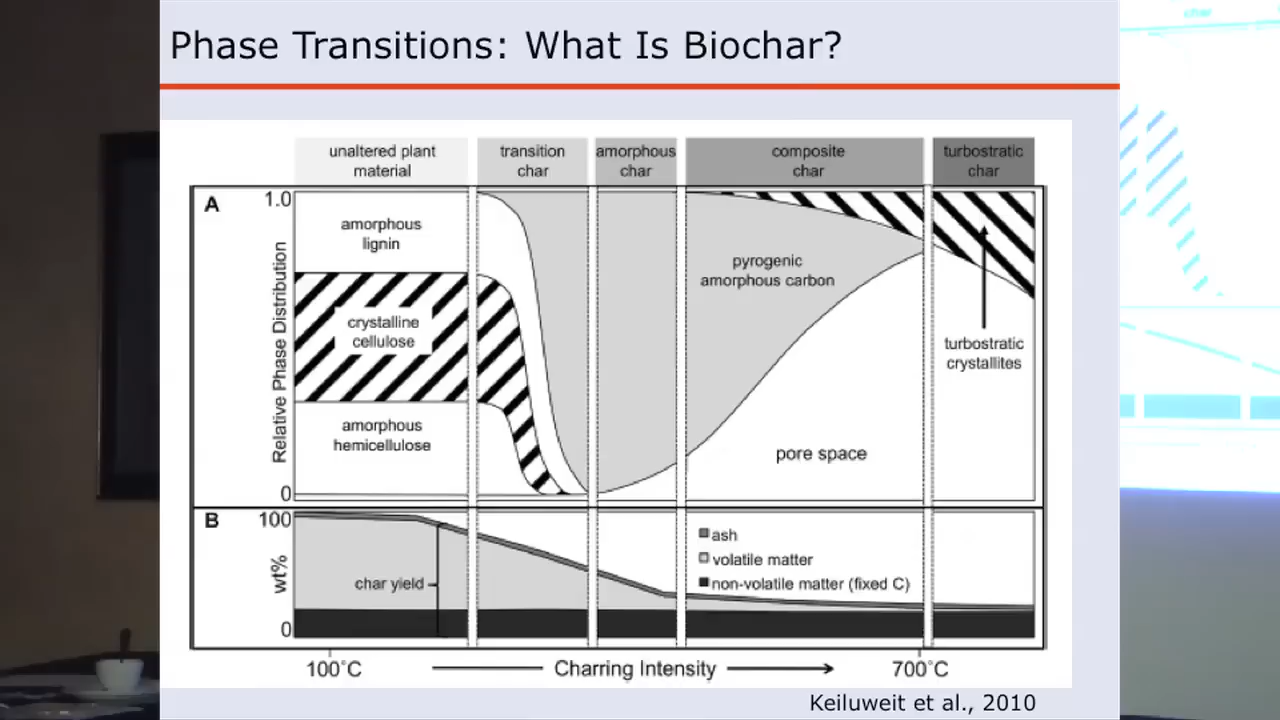 Phase Transitions: What Is Biochar?
unaltered plant
material
transition
char
amorphous
char
composite
char
turbostratic
char
A
1.0
0
Relative Phase Distribution
amorphous
lignin
crystalline
cellulose
amorphous
hemicellulose
pyrogenic
amorphous carbon
pore space
turbostratic
crystallites
B
100
0
wt%
char yield
ash
volatile matter
non-volatile matter (fixed C)
100°C
Charring Intensity
700°C
Keiluweit et al., 2010
char